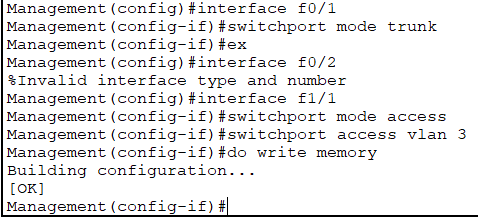 Management(config)#interface f0/1
Management(config-if)#switchport mode trunk
Management(config-if)#ex
Management(config)#interface f0/2
%Invalid interface type and number
Management(config)#interface f1/1
Management(config-if)#switchport mode access
Management(config-if)#switchport access vlan 3
Management(config-if)#do write memory
Building configuration...
[OK]
Management(config-if)#